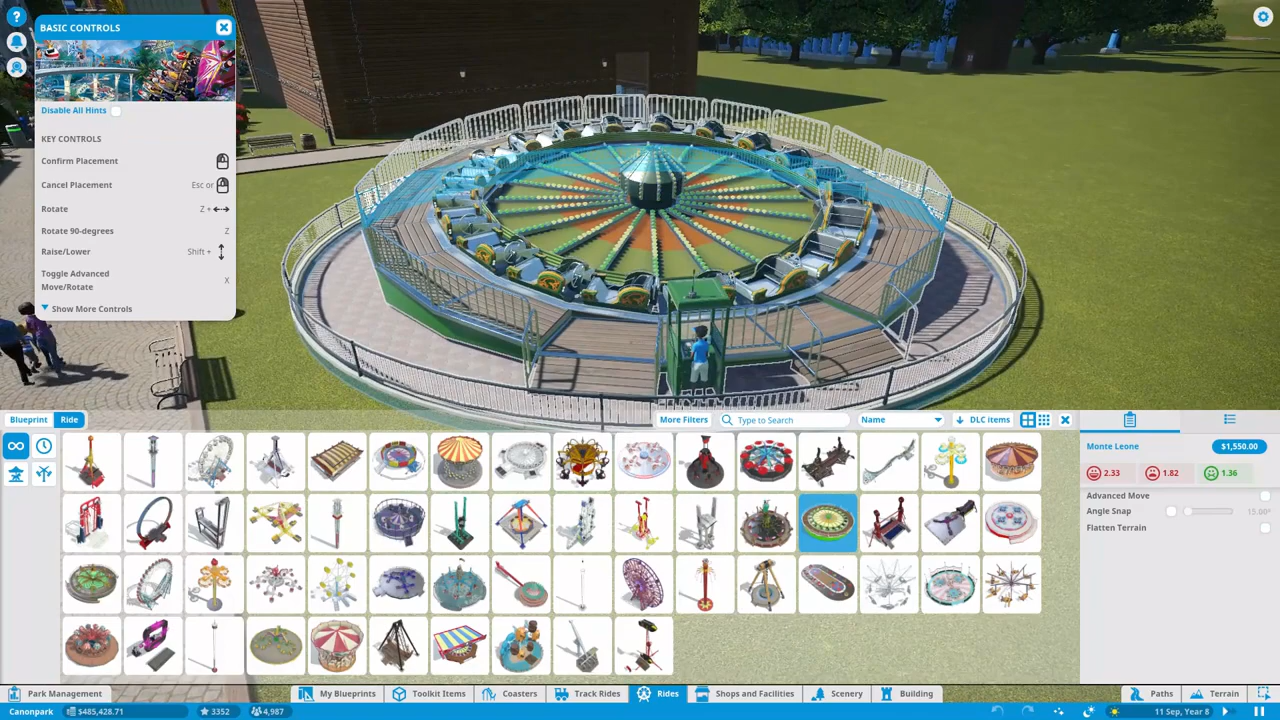 BASIC CONTROLS
Disable All Hints
KEY CONTROLS
Confirm Placement
Cancel Placement Esc or
Rotate Z +
Rotate 90-degrees Z
Raise/Lower Shift +
Toggle Advanced
Move/Rotate X
Show More Controls
Blueprint Ride More Filters Type to Search Name DLC items
Monte Leone $1,550.00
2.33 1.82 1.36
Advanced Move
Angle Snap 15.00°
Flatten Terrain
Park Management My Blueprints Toolkit Items Coasters Track Rides Rides Shops and Facilities Scenery Building Paths Terrain
Canonpark $485,428.71 3352 4,987 11 Sep, Year 8